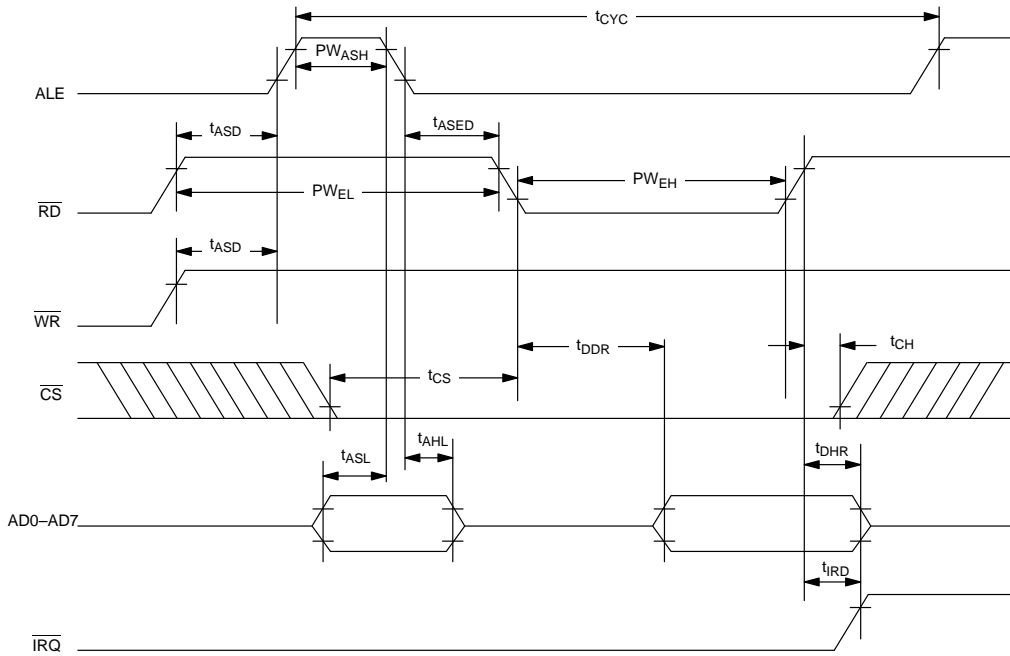 tCYC
PWASH
ALE
tASD
tASED
PWEL
PWEH
RD
tASD
WR
tDDR
tCH
tCS
CS
tAHL
tASL
tDHR
AD0–AD7
tIRD
IRQ